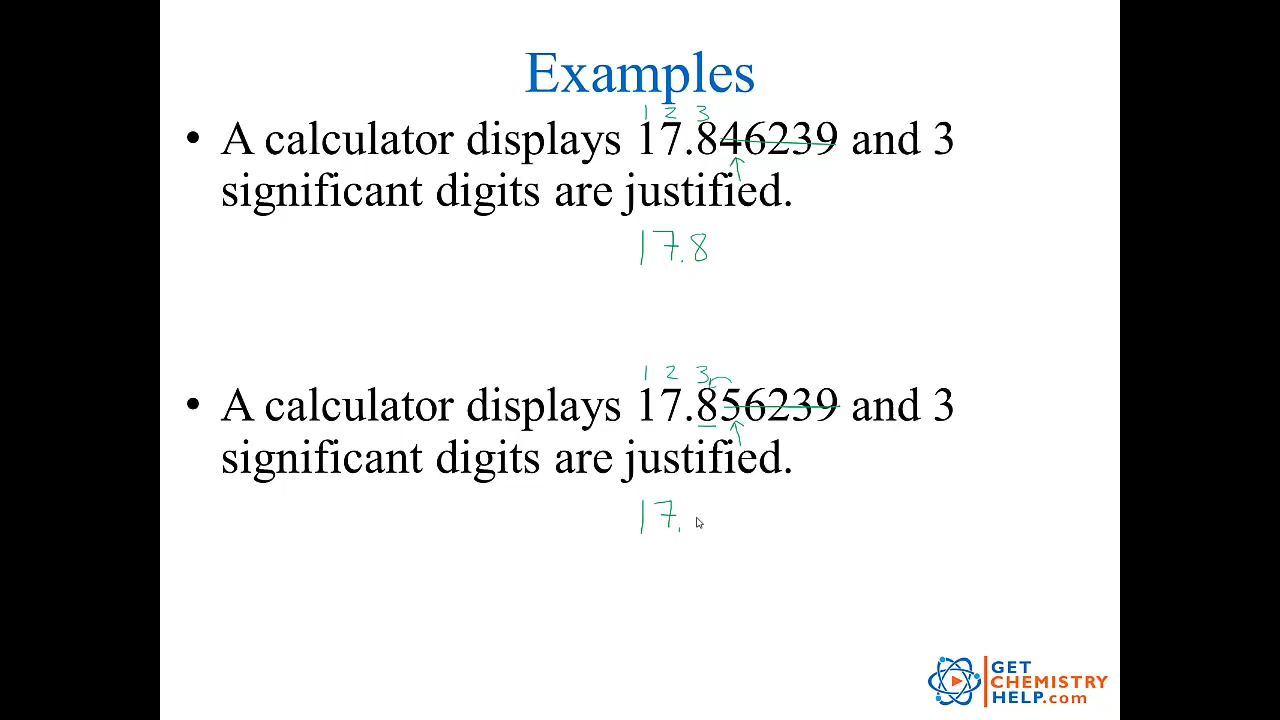 Examples
1 2 3
• A calculator displays 17.846239 and 3
significant digits are justified.
17.8
1 2 3
• A calculator displays 17.856239 and 3
significant digits are justified.
17.
GET
CHEMISTRY
HELP.com